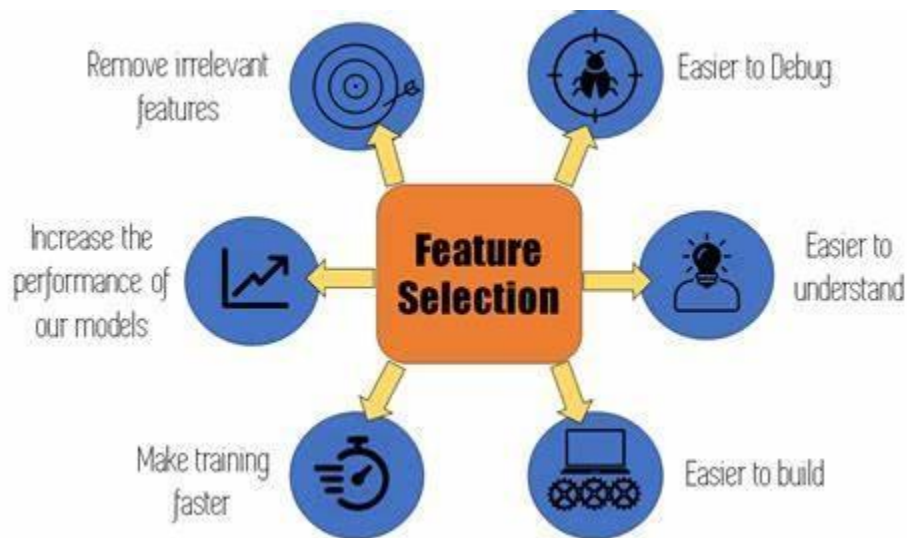 Remove irrelevant
features
Easier to Debug
Increase the
performance of
our models
Feature
Selection
Easier to
understand
Make training
faster
Easier to build